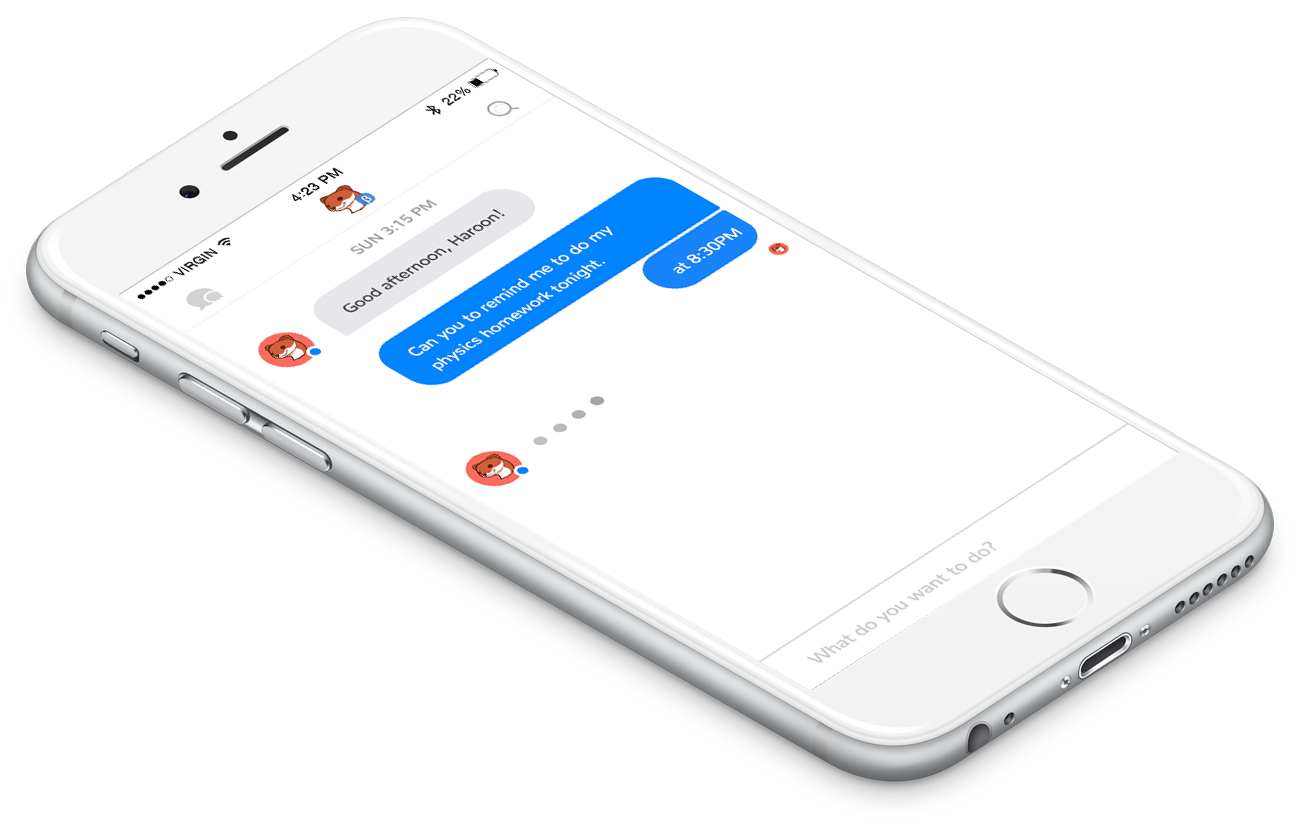 VIRGIN
4:23 PM
22%
β
SUN 3:15 PM
Good afternoon, Haroon!
Can you to remind me to do my
physics homework tonight.
at 8:30PM
What do you want to do?